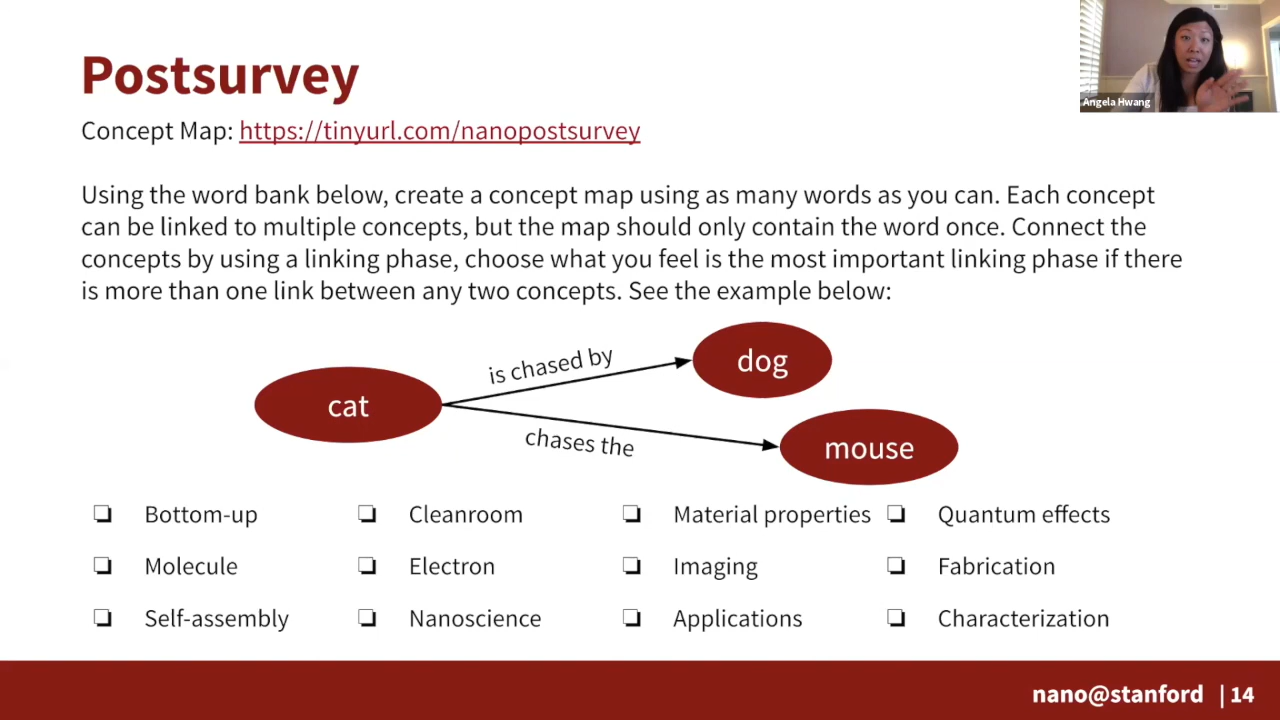 Postsurvey
Angela Hwang
Concept Map: https://tinyurl.com/nanopostsurvey
Using the word bank below, create a concept map using as many words as you can. Each concept
can be linked to multiple concepts, but the map should only contain the word once. Connect the
concepts by using a linking phase, choose what you feel is the most important linking phase if there
is more than one link between any two concepts. See the example below:
cat
is chased by
dog
chases the
mouse
Bottom-up
Cleanroom
Material properties
Quantum effects
Molecule
Electron
Imaging
Fabrication
Self-assembly
Nanoscience
Applications
Characterization
nano@stanford | 14